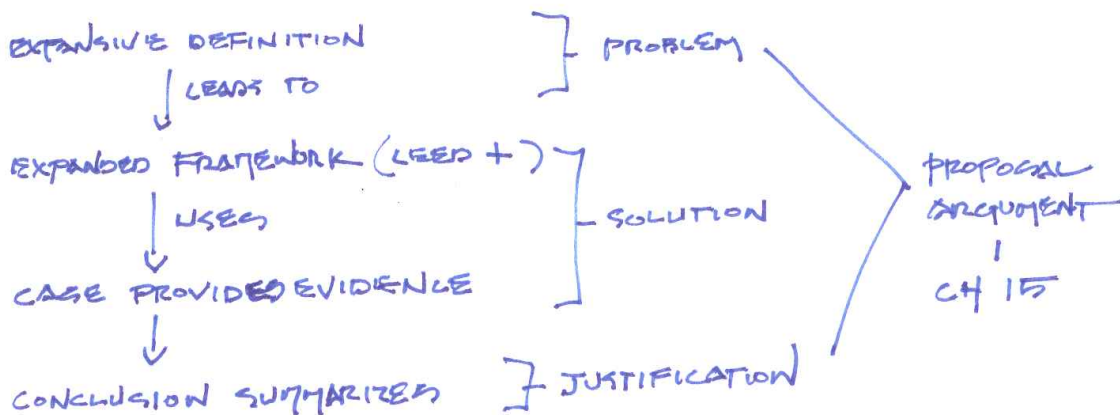 EXPANSIVE DEFINITION
PROBLEM
LEADS TO
EXPANDED FRAMEWORK (LEED +)
USES
SOLUTION
CASE PROVIDES EVIDENCE
CONCLUSION SUMMARIZES
JUSTIFICATION
PROPOSAL
ARGUMENT
CH 15